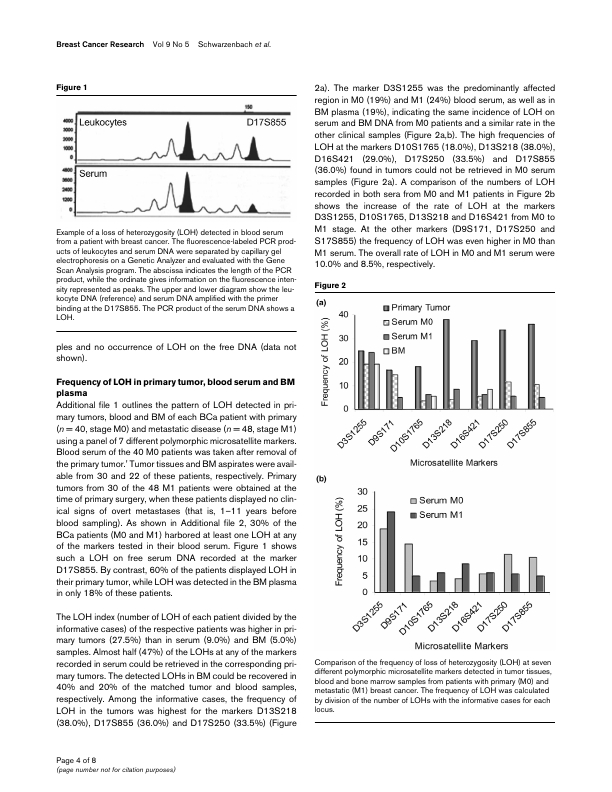 Breast Cancer Research Vol 9 No 5 Schwarzenbach et al.
Figure 1
150
Leukocytes
D17S855
4000
3000
2000
1000
0
Serum
4000
3000
2000
1000
0
Example of a loss of heterozygosity (LOH) detected in blood serum
from a patient with breast cancer. The fluorescence-labeled PCR prod-
ucts of leukocytes and serum DNA were separated by capillary gel
electrophoresis on a Genetic Analyzer and evaluated with the Gene
Scan Analysis program. The abscissa indicates the length of the PCR
product, while the ordinate gives information on the fluorescence inten-
sity represented as peaks. The upper and lower diagram show the leu-
kocyte DNA (reference) and serum DNA amplified with the primer
binding at the D17S855. The PCR product of the serum DNA shows a
LOH.
ples and no occurrence of LOH on the free DNA (data not
shown).
Frequency of LOH in primary tumor, blood serum and BM
plasma
Additional file 1 outlines the pattern of LOH detected in pri-
mary tumors, blood and BM of each BCa patient with primary
(n = 40, stage M0) and metastatic disease (n = 48, stage M1)
using a panel of 7 different polymorphic microsatellite markers.
Blood serum of the 40 M0 patients was taken after removal of
the primary tumor.' Tumor tissues and BM aspirates were avail-
able from 30 and 22 of these patients, respectively. Primary
tumors from 30 of the 48 M1 patients were obtained at the
time of primary surgery, when these patients displayed no clin-
ical signs of overt metastases (that is, 1–11 years before
blood sampling). As shown in Additional file 2, 30% of the
BCa patients (M0 and M1) harbored at least one LOH at any
of the markers tested in their blood serum. Figure 1 shows
such a LOH on free serum DNA recorded at the marker
D17S855. By contrast, 60% of the patients displayed LOH in
their primary tumor, while LOH was detected in the BM plasma
in only 18% of these patients.
The LOH index (number of LOH of each patient divided by the
informative cases) of the respective patients was higher in pri-
mary tumors (27.5%) than in serum (9.0%) and BM (5.0%)
samples. Almost half (47%) of the LOHs at any of the markers
recorded in serum could be retrieved in the corresponding pri-
mary tumors. The detected LOHs in BM could be recovered in
40% and 20% of the matched tumor and blood samples,
respectively. Among the informative cases, the frequency of
LOH in the tumors was highest for the markers D13S218
(38.0%), D17S855 (36.0%) and D17S250 (33.5%) (Figure
2a). The marker D3S1255 was the predominantly affected
region in M0 (19%) and M1 (24%) blood serum, as well as in
BM plasma (19%), indicating the same incidence of LOH on
serum and BM DNA from M0 patients and a similar rate in the
other clinical samples (Figure 2a,b). The high frequencies of
LOH at the markers D10S1765 (18.0%), D13S218 (38.0%),
D16S421 (29.0%), D17S250 (33.5%) and D17S855
(36.0%) found in tumors could not be retrieved in M0 serum
samples (Figure 2a). A comparison of the numbers of LOH
recorded in both sera from M0 and M1 patients in Figure 2b
shows the increase of the rate of LOH at the markers
D3S1255, D10S1765, D13S218 and D16S421 from M0 to
M1 stage. At the other markers (D9S171, D17S250 and
S17S855) the frequency of LOH was even higher in M0 than
M1 serum. The overall rate of LOH in M0 and M1 serum were
10.0% and 8.5%, respectively.
Figure 2
(a)
Frequency of LOH (%)
40
30
20
10
0
Primary Tumor
Serum M0
Serum M1
BM
D3S1255
D9S171
D10S1765
D13S218
D16S421
D17S250
D17S855
Microsatellite Markers
(b)
Frequency of LOH (%)
30
25
20
15
10
5
0
Serum M0
Serum M1
D3S1255
D9S171
D10S1765
D13S218
D16S421
D17S250
D17S855
Microsatellite Markers
Comparison of the frequency of loss of heterozygosity (LOH) at seven
different polymorphic microsatellite markers detected in tumor tissues,
blood and bone marrow samples from patients with primary (M0) and
metastatic (M1) breast cancer. The frequency of LOH was calculated
by division of the number of LOHs with the informative cases for each
locus.
Page 4 of 8
(page number not for citation purposes)